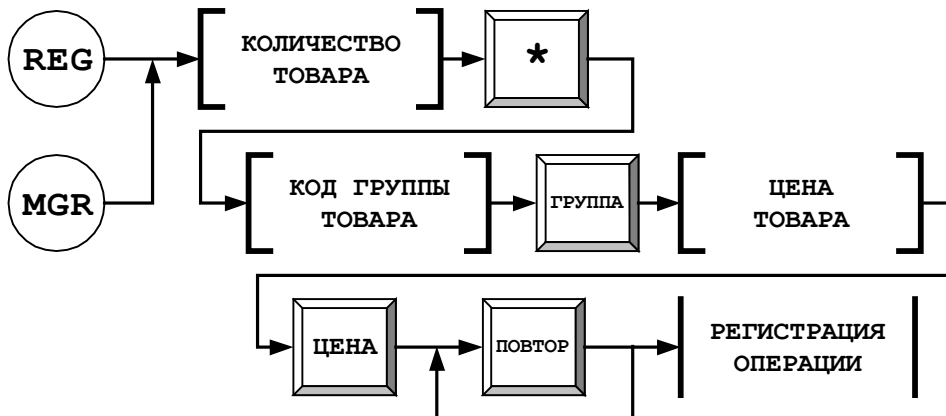 REG
КОЛИЧЕСТВО
ТОВАРА
*
MGR
КОД ГРУППЫ
ТОВАРА
ГРУППА
ЦЕНА
ТОВАРА
ЦЕНА
ПОВТОР
РЕГИСТРАЦИЯ
ОПЕРАЦИИ